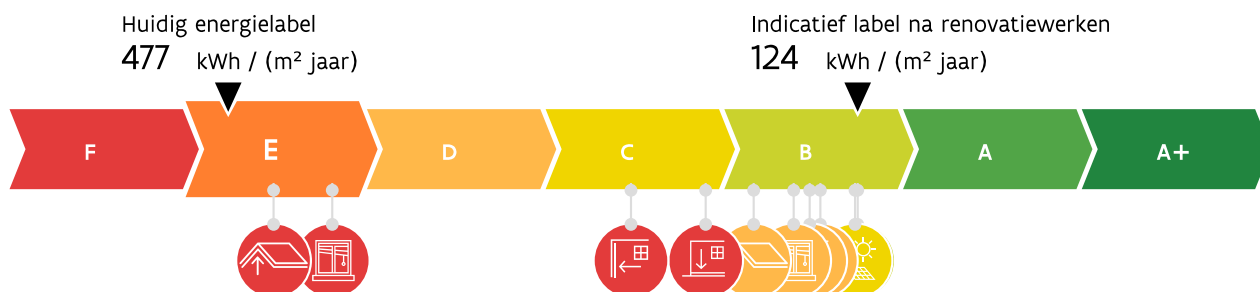 Huidig energielabel
477 kWh / (m² jaar)
Indicatief label na renovatiewerken
124 kWh / (m² jaar)
F E D C B A A+